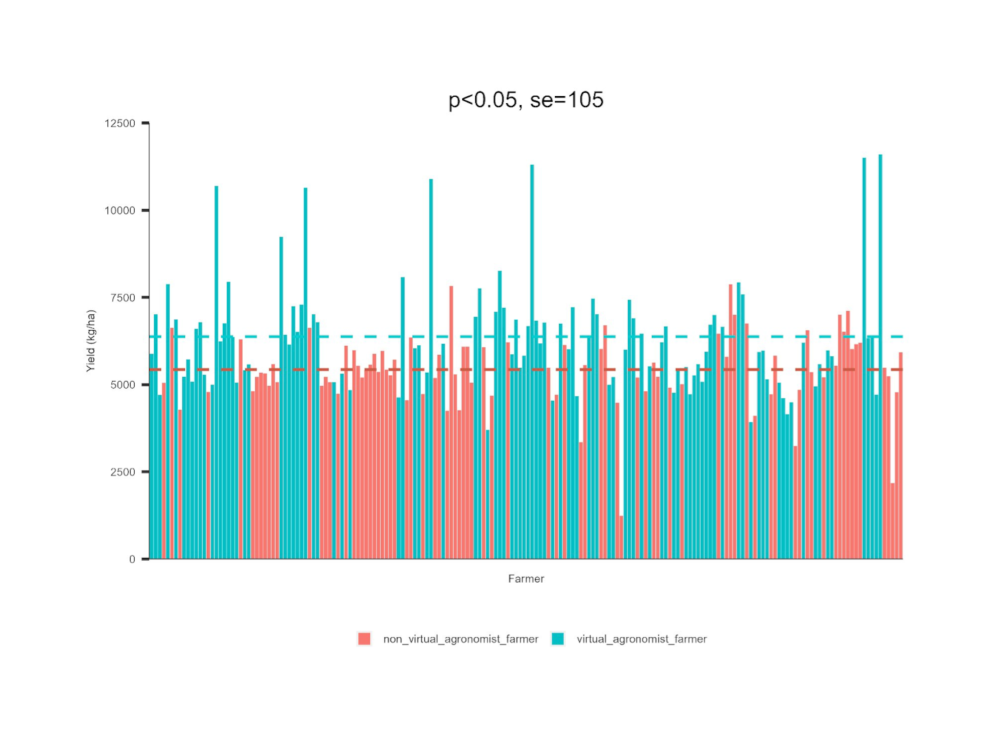 p<0.05, se=105
12500
10000
7500
5000
2500
0
Yield (kg/ha)
Farmer
non_virtual_agronomist_farmer virtual_agronomist_farmer